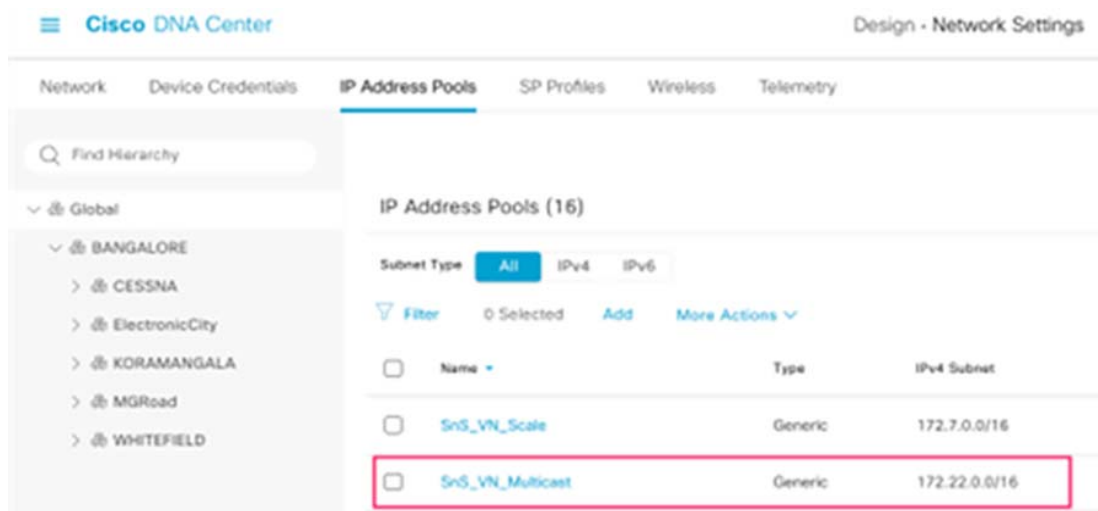 Cisco DNA Center
Design - Network Settings
Network Device Credentials IP Address Pools SP Profiles Wireless Telemetry
Find Hierarchy
Global
BANGALORE
CESSNA
ElectronicCity
KORAMANGALA
MGRoad
WHITEFIELD
IP Address Pools (16)
Subnet Type All IPv4 IPv6
Filter 0 Selected Add More Actions
Name Type IPv4 Subnet
SnS_VN_Scale Generic 172.7.0.0/16
SnS_VN_Multicast Generic 172.22.0.0/16